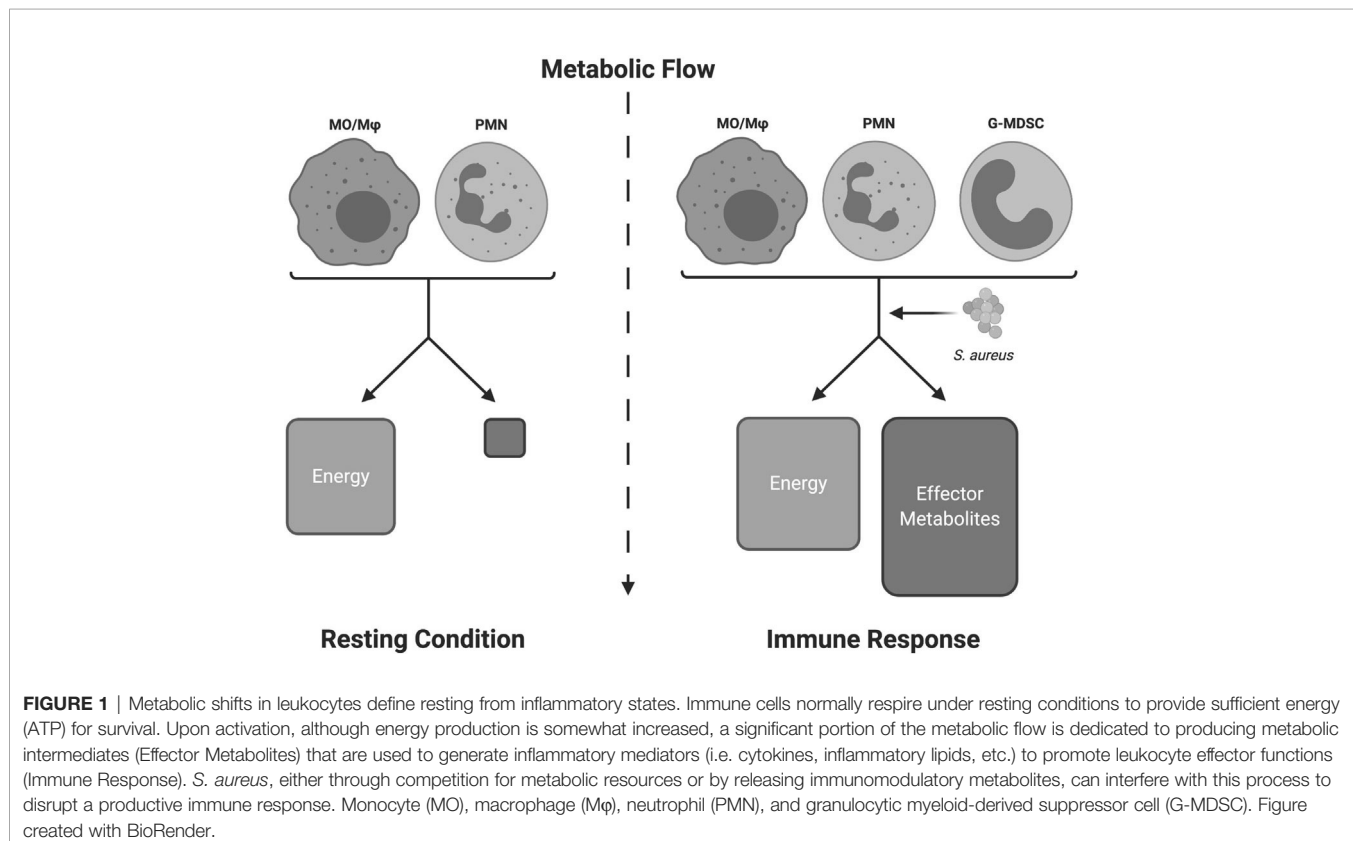 Metabolic Flow
MO/Mφ
PMN
MO/Mφ
PMN
G-MDSC
S. aureus
Energy
Energy
Effector
Metabolites
Resting Condition
Immune Response
FIGURE 1 | Metabolic shifts in leukocytes define resting from inflammatory states. Immune cells normally respire under resting conditions to provide sufficient energy
(ATP) for survival. Upon activation, although energy production is somewhat increased, a significant portion of the metabolic flow is dedicated to producing metabolic
intermediates (Effector Metabolites) that are used to generate inflammatory mediators (i.e. cytokines, inflammatory lipids, etc.) to promote leukocyte effector functions
(Immune Response). S. aureus, either through competition for metabolic resources or by releasing immunomodulatory metabolites, can interfere with this process to
disrupt a productive immune response. Monocyte (MO), macrophage (Mφ), neutrophil (PMN), and granulocytic myeloid-derived suppressor cell (G-MDSC). Figure
created with BioRender.